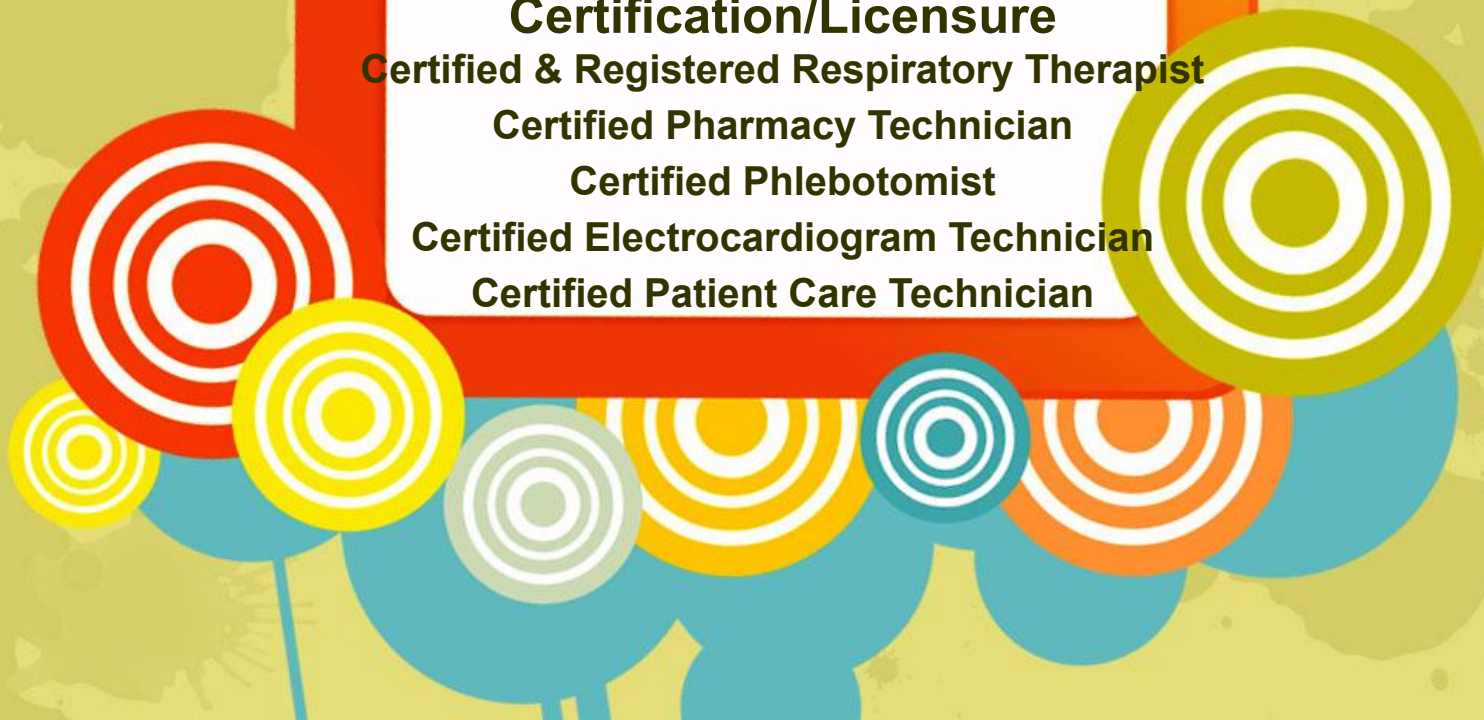 Certification/Licensure
Certified & Registered Respiratory Therapist
Certified Pharmacy Technician
Certified Phlebotomist
Certified Electrocardiogram Technician
Certified Patient Care Technician